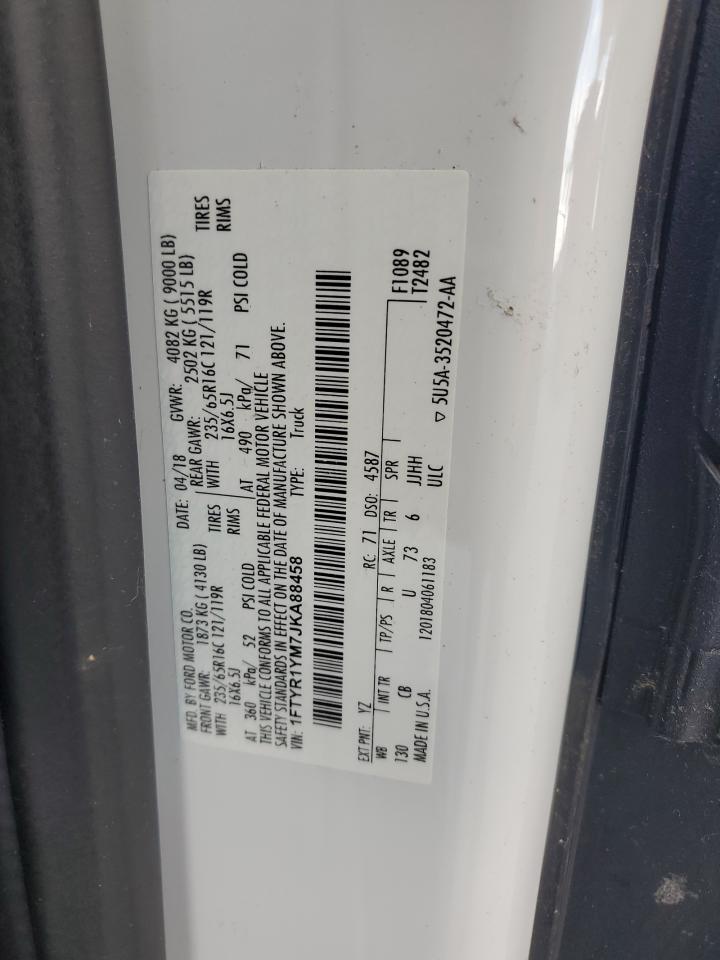 MFD. BY FORD MOTOR CO.
DATE: 04/18 GVWR: 4082 KG ( 9000 LB)
FRONT GAWR: 1873 KG ( 4130 LB) REAR GAWR: 2502 KG ( 5515 LB)
WITH 235/65R16C 121/119R TIRES WITH 235/65R16C 121/119R TIRES
16X6.5J RIMS 16X6.5J RIMS
AT 360 kPa/ 52 PSI COLD AT 490 kPa/ 71 PSI COLD
THIS VEHICLE CONFORMS TO ALL APPLICABLE FEDERAL MOTOR VEHICLE
SAFETY STANDARDS IN EFFECT ON THE DATE OF MANUFACTURE SHOWN ABOVE.
VIN: 1FTYR1YM7JKA88458 TYPE: Truck
EXT PNT: YZ RC: 71 DSO: 4587
WB INT TR TP/PS R AXLE TR SPR F1089
130 CB U 73 6 JJHH T2482
MADE IN U.S.A. 1201804061183 ULC
▽ 5U5A-3520472-AA